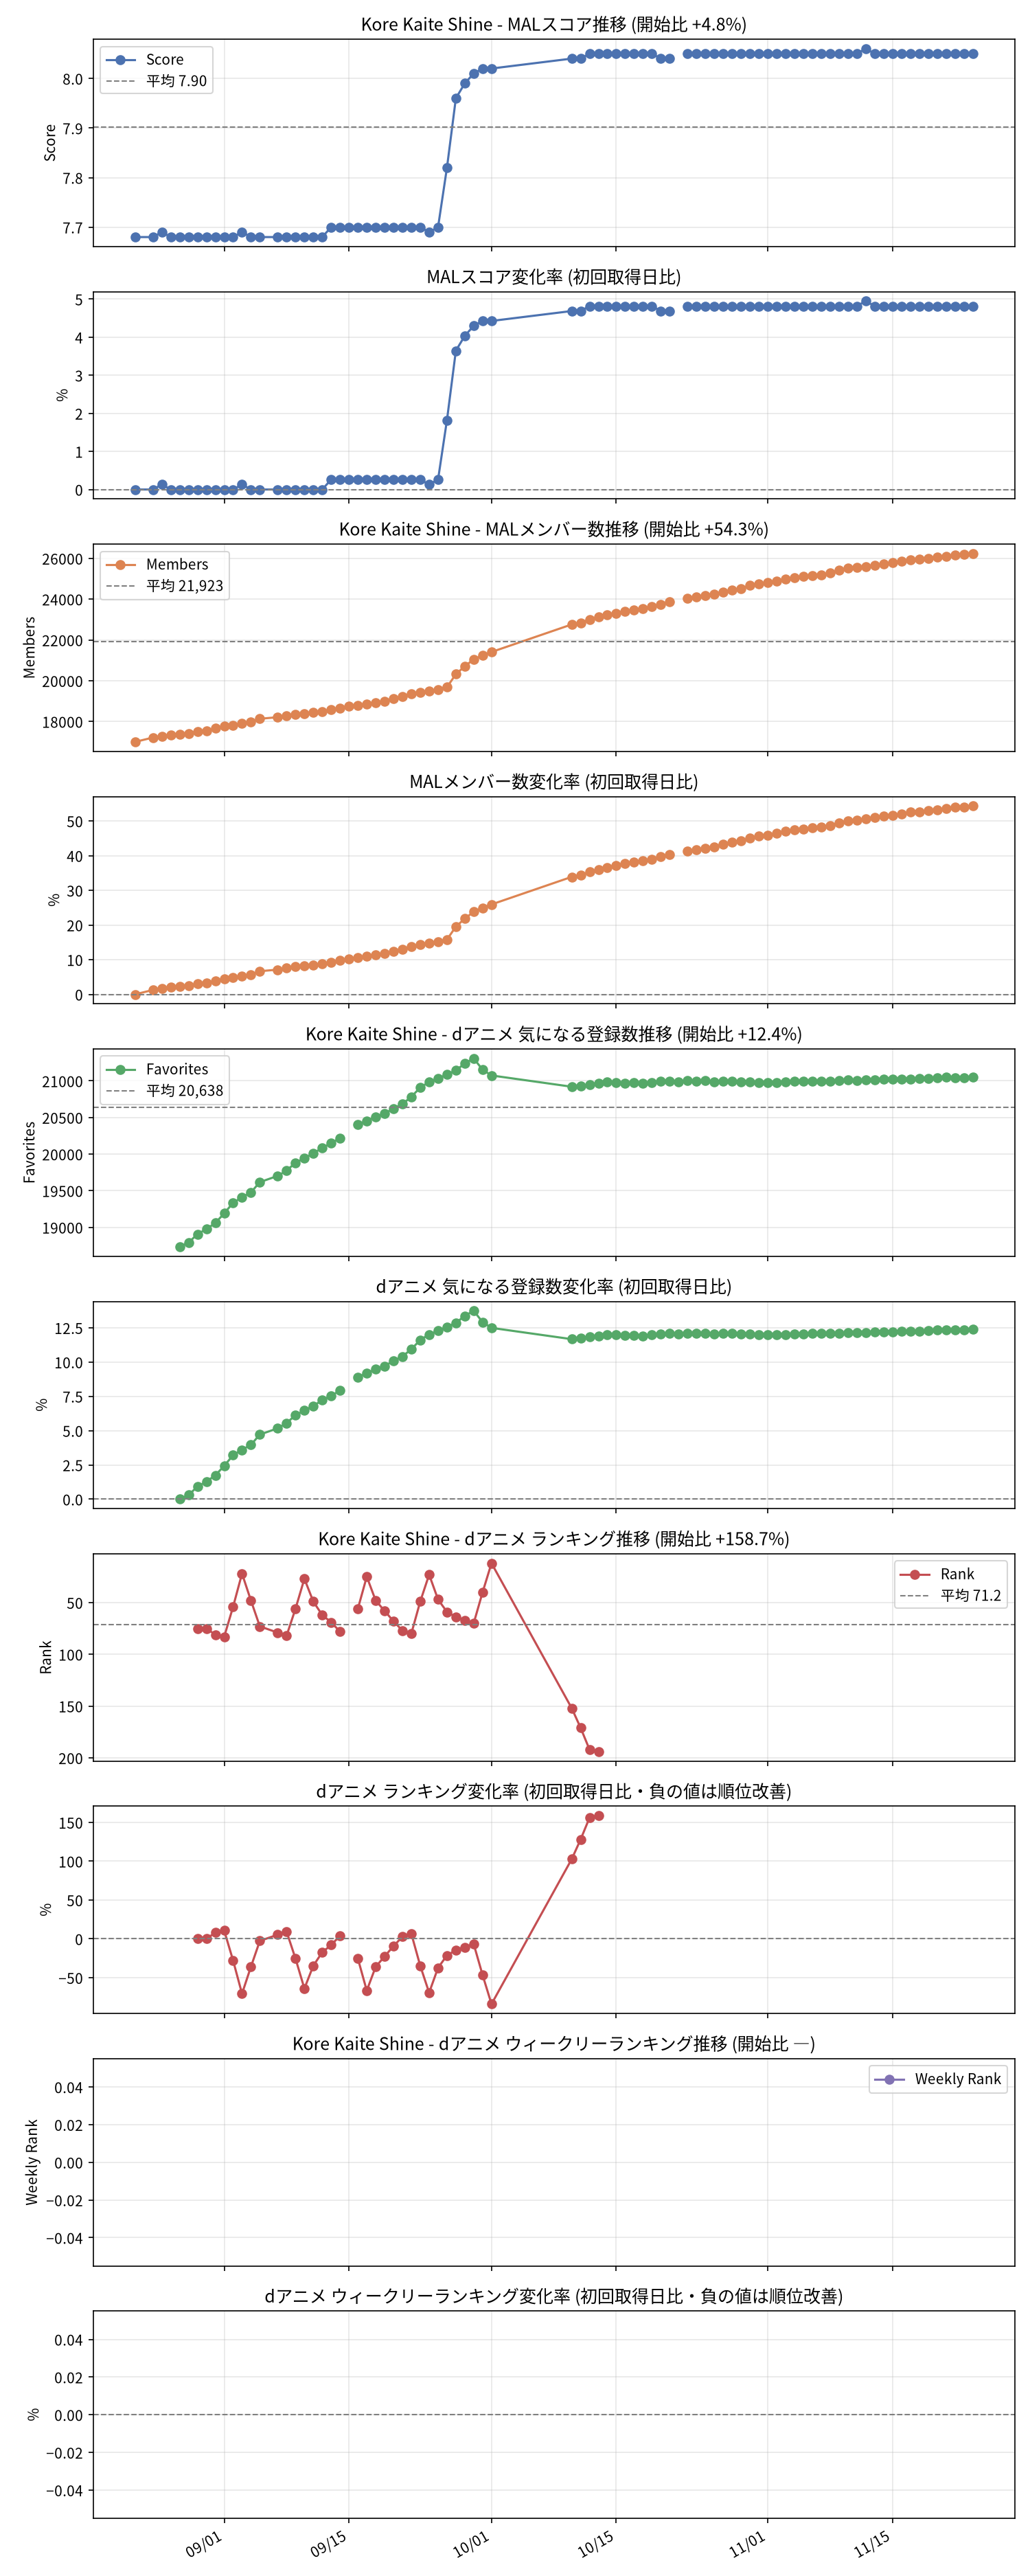 Kore Kaite Shine - MALスコア推移 (開始比 +4.8%)
Score
平均 7.90
8.0
7.9
7.8
7.7
Score
MALスコア変化率 (初回取得日比)
5
4
3
2
1
0
%
Kore Kaite Shine - MALメンバー数推移 (開始比 +54.3%)
Members
平均 21,923
26000
24000
22000
20000
18000
Members
MALメンバー数変化率 (初回取得日比)
50
40
30
20
10
0
%
Kore Kaite Shine - dアニメ 気になる登録数推移 (開始比 +12.4%)
Favorites
平均 20,638
21000
20500
20000
19500
19000
Favorites
dアニメ 気になる登録数変化率 (初回取得日比)
12.5
10.0
7.5
5.0
2.5
0.0
%
Kore Kaite Shine - dアニメ ランキング推移 (開始比 +158.7%)
Rank
平均 71.2
50
100
150
200
Rank
dアニメ ランキング変化率 (初回取得日比・負の値は順位改善)
150
100
50
0
−50
%
Kore Kaite Shine - dアニメ ウィークリーランキング推移 (開始比 —)
Weekly Rank
0.04
0.02
0.00
−0.02
−0.04
Weekly Rank
dアニメ ウィークリーランキング変化率 (初回取得日比・負の値は順位改善)
0.04
0.02
0.00
−0.02
−0.04
%
09/01
09/15
10/01
10/15
11/01
11/15